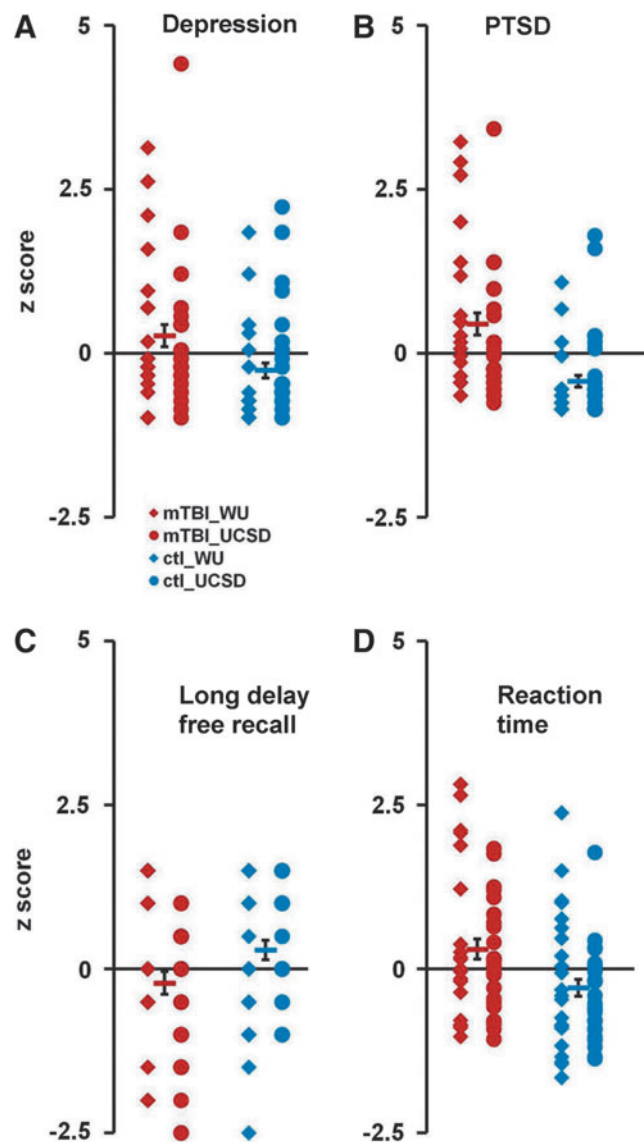 A Depression
5
2.5
z score
0
-2.5
mTBI_WU
mTBI_UCSD
ctl_WU
ctl_UCSD
B PTSD
5
2.5
0
-2.5
C
5
Long delay
free recall
2.5
z score
0
-2.5
D
5
Reaction
time
2.5
0
-2.5